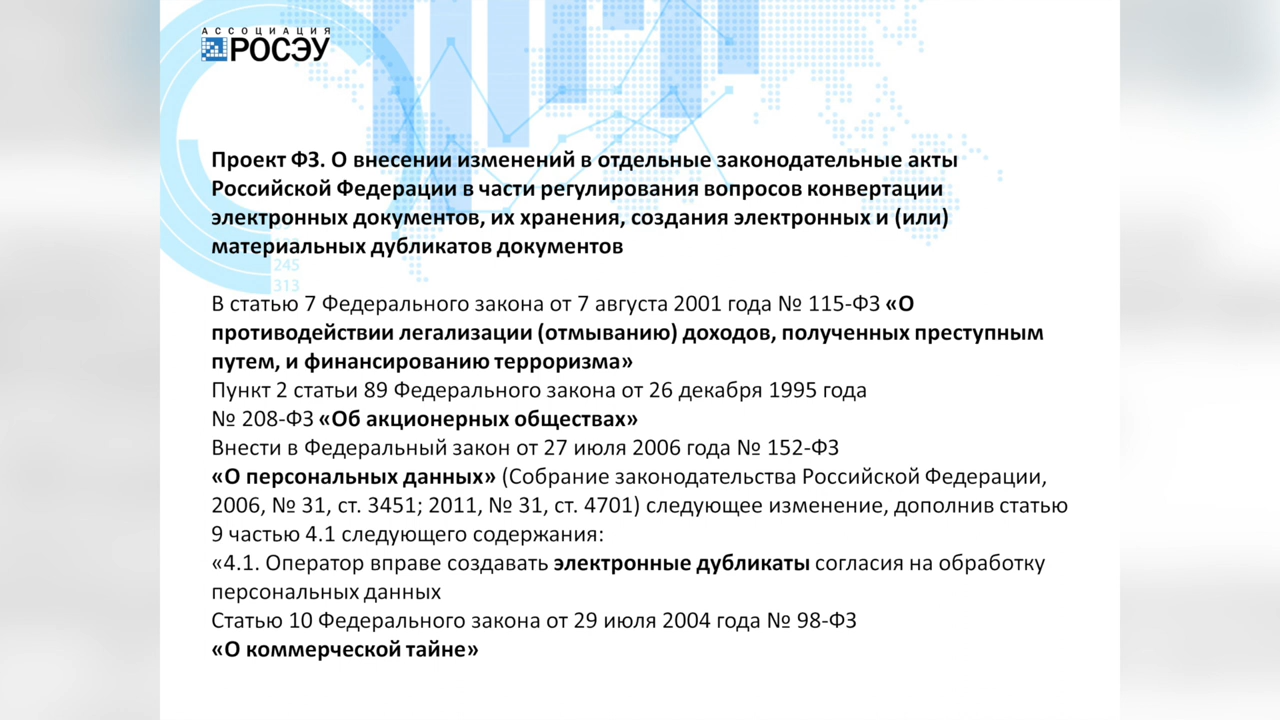 АССОЦИАЦИЯ
РОСЭУ
Проект ФЗ. О внесении изменений в отдельные законодательные акты
Российской Федерации в части регулирования вопросов конвертации
электронных документов, их хранения, создания электронных и (или)
материальных дубликатов документов
245
313
В статью 7 Федерального закона от 7 августа 2001 года № 115-ФЗ «О
противодействии легализации (отмыванию) доходов, полученных преступным
путем, и финансированию терроризма»
Пункт 2 статьи 89 Федерального закона от 26 декабря 1995 года
№ 208-ФЗ «Об акционерных обществах»
Внести в Федеральный закон от 27 июля 2006 года № 152-ФЗ
«О персональных данных» (Собрание законодательства Российской Федерации,
2006, № 31, ст. 3451; 2011, № 31, ст. 4701) следующее изменение, дополнив статью
9 частью 4.1 следующего содержания:
«4.1. Оператор вправе создавать электронные дубликаты согласия на обработку
персональных данных
Статью 10 Федерального закона от 29 июля 2004 года № 98-ФЗ
«О коммерческой тайне»